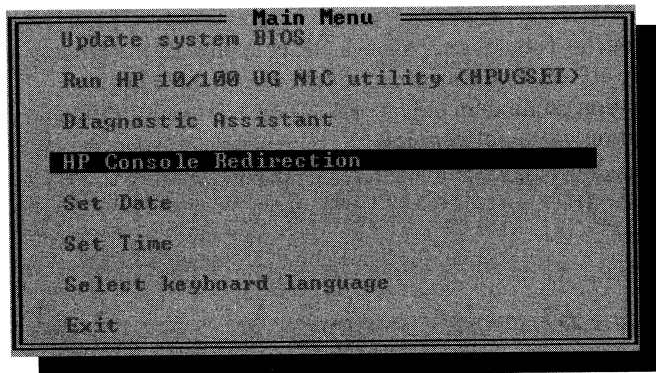 Main Menu
Update system BIOS
Run HP 10/100 VG NIC utility (HPVGSET)
Diagnostic Assistant
HP Console Redirection
Set Date
Set Time
Select keyboard language
Exit